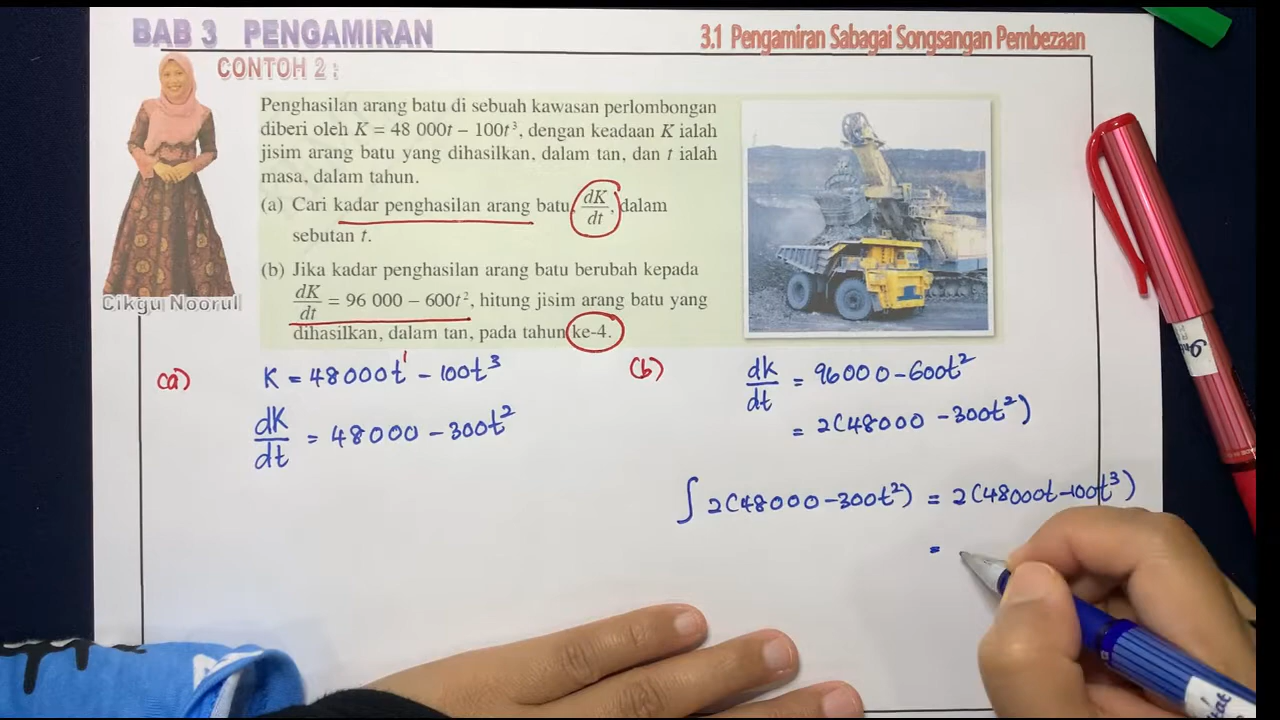 BAB 3 PENGAMIRAN
3.1 Pengamiran Sabagai Songsangan Pembezaan
CONTOH 2 :
Penghasilan arang batu di sebuah kawasan perlombongan
diberi oleh K = 48 000t – 100t³, dengan keadaan K ialah
jisim arang batu yang dihasilkan, dalam tan, dan t ialah
masa, dalam tahun.
(a) Cari kadar penghasilan arang batu, dK/dt, dalam
sebutan t.
(b) Jika kadar penghasilan arang batu berubah kepada
dK/dt = 96 000 – 600t², hitung jisim arang batu yang
dihasilkan, dalam tan, pada tahun ke-4.
Cikgu Noorul
(a) K = 48000t¹ - 100t³
dK/dt = 48000 - 300t²
(b) dk/dt = 96000 - 600t²
= 2(48000 - 300t²)
∫ 2(48000 - 300t²) = 2(48000t - 100t³)
=